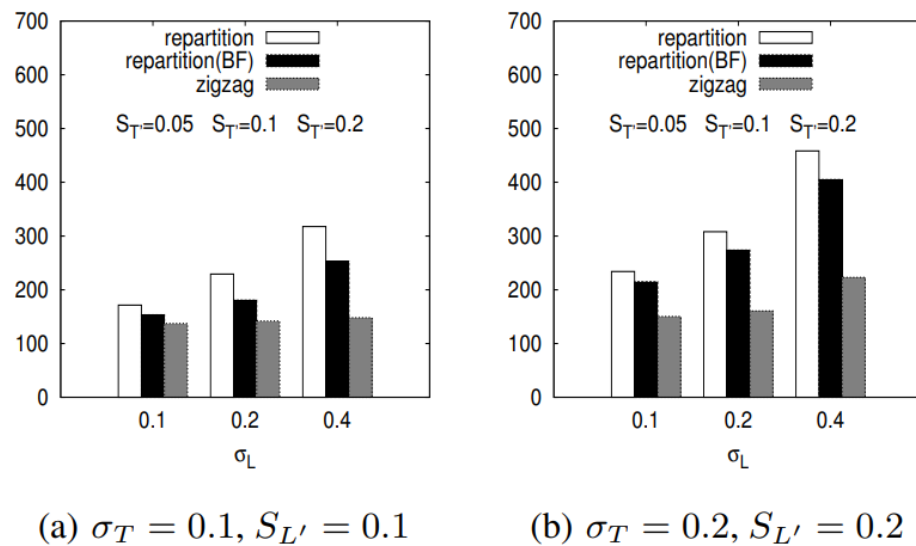 700
600
500
400
300
200
100
0
repartition
repartition(BF)
zigzag
S_T'=0.05 S_T'=0.1 S_T'=0.2
0.1 0.2 0.4
σ_L
(a) σ_T = 0.1, S_L′ = 0.1
700
600
500
400
300
200
100
0
repartition
repartition(BF)
zigzag
S_T'=0.05 S_T'=0.1 S_T'=0.2
0.1 0.2 0.4
σ_L
(b) σ_T = 0.2, S_L′ = 0.2